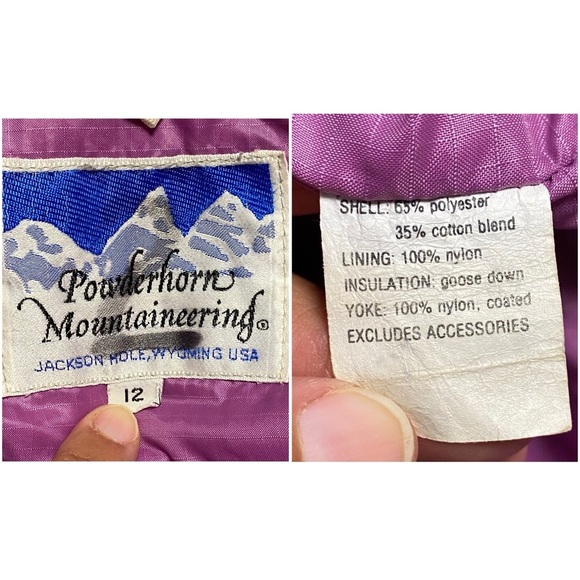 Powderhorn
Mountaineering®
JACKSON HOLE, WYOMING USA
12
SHELL: 65% polyester
35% cotton blend
LINING: 100% nylon
INSULATION: goose down
YOKE: 100% nylon, coated
EXCLUDES ACCESSORIES